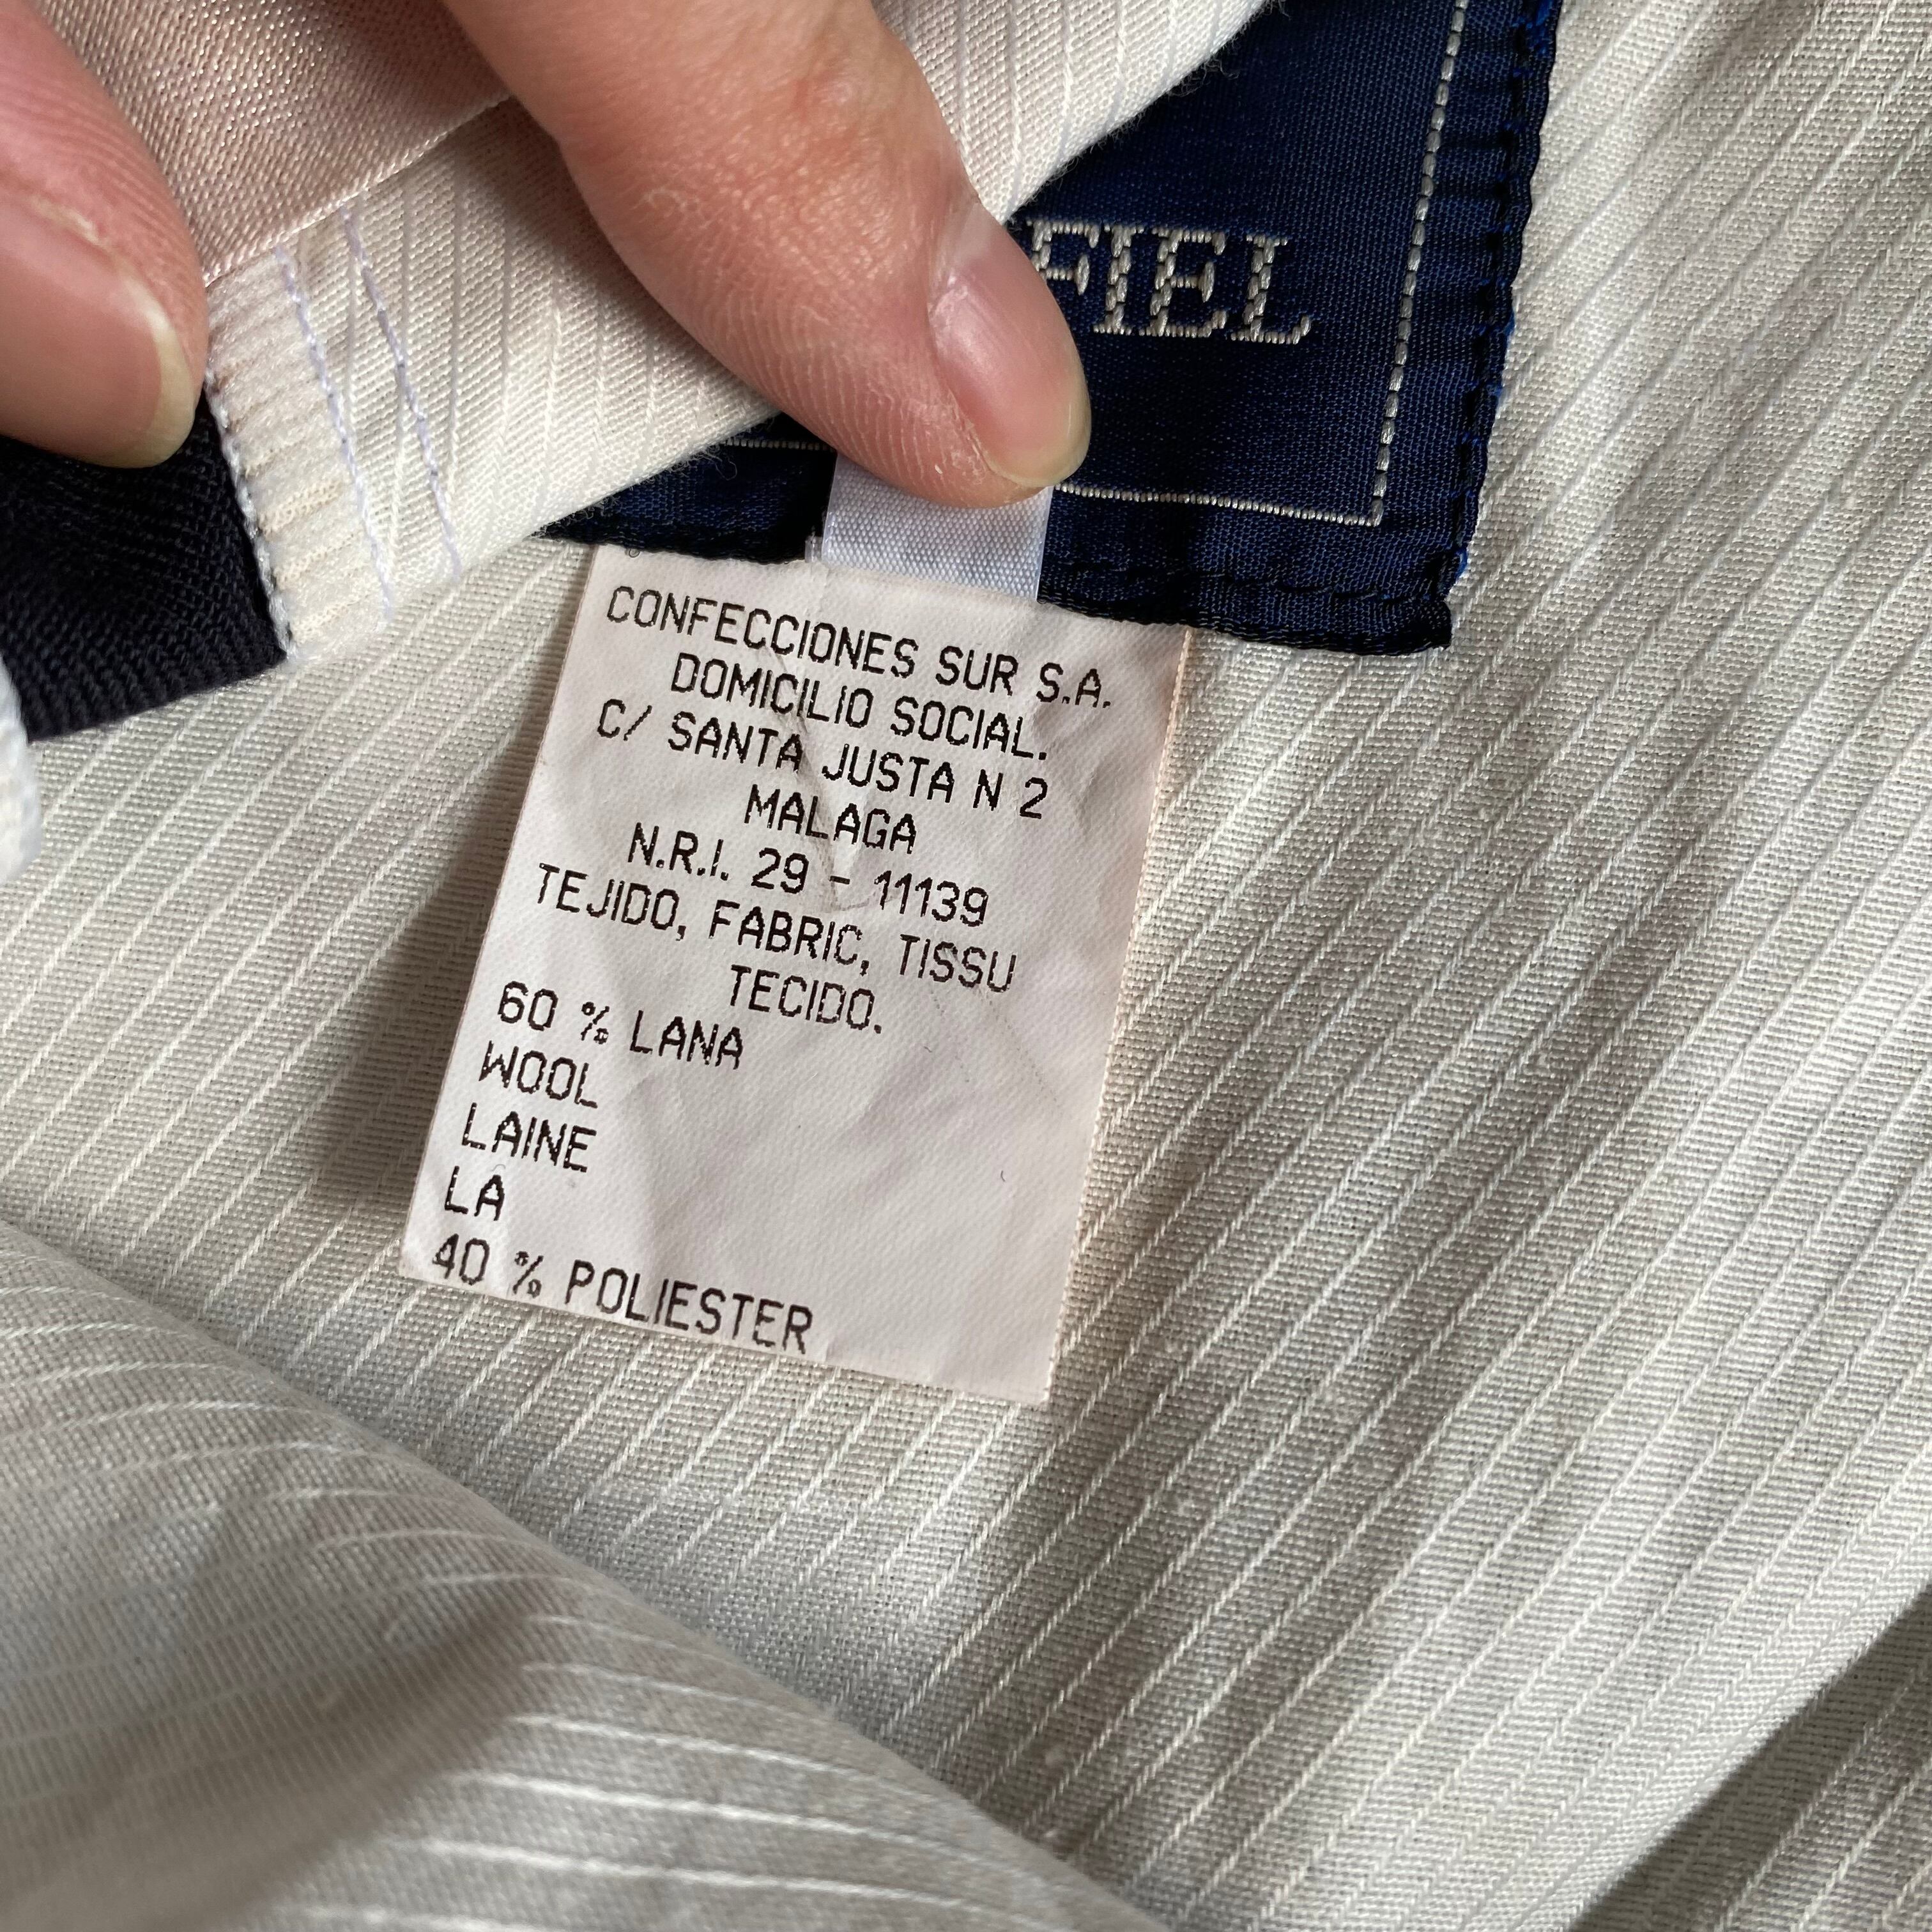 FIEL
CONFECCIONES SUR S.A.
DOMICILIO SOCIAL.
C/ SANTA JUSTA N 2
MALAGA
N.R.I. 29 - 11139
TEJIDO, FABRIC, TISSU
TECIDO.
60 % LANA
WOOL
LAINE
LA
40 % POLIESTER